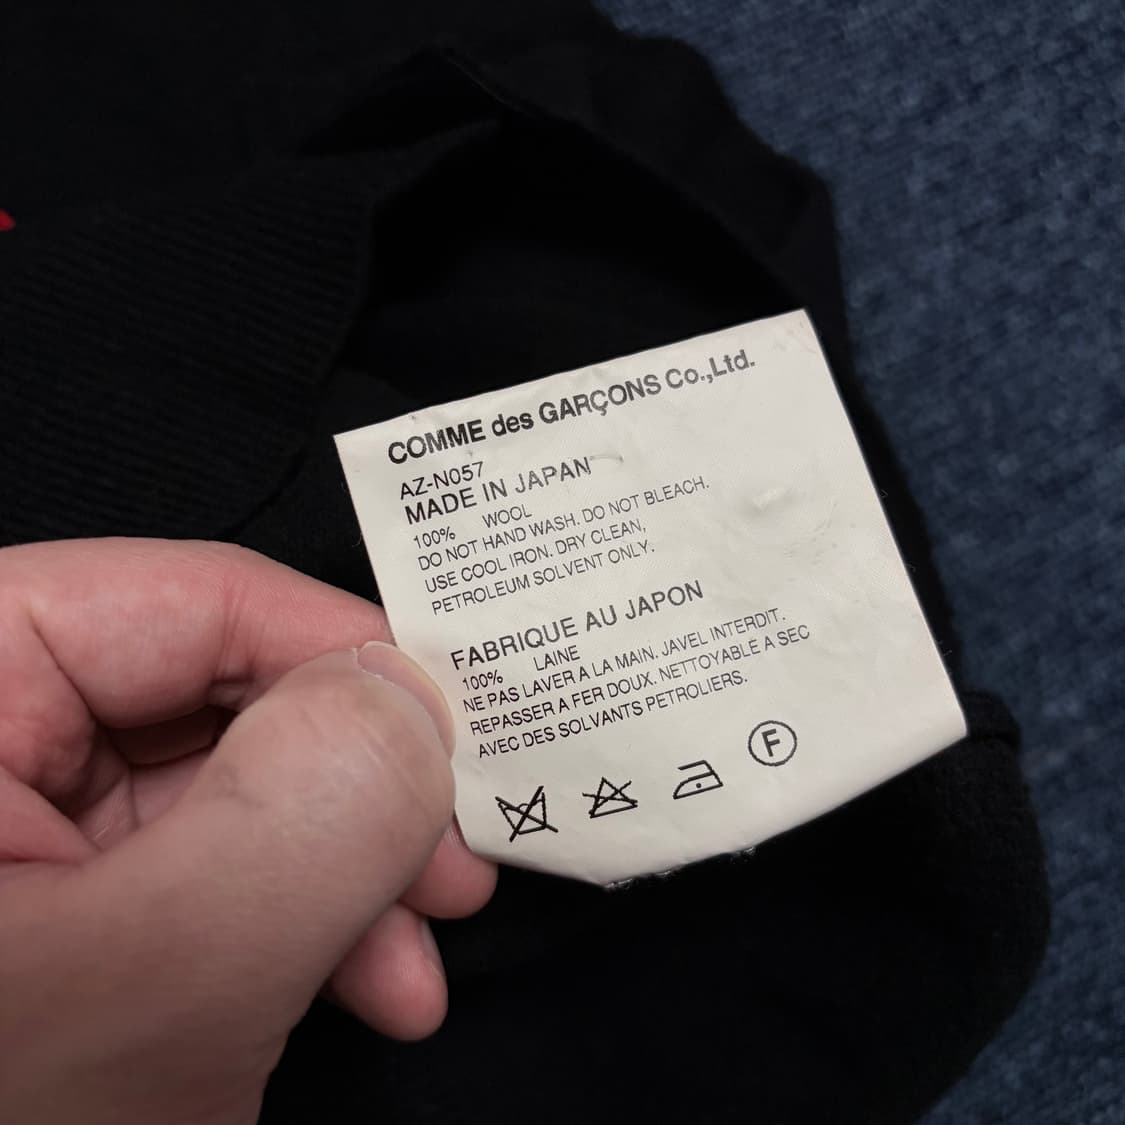 COMME des GARÇONS Co.,Ltd.
AZ-N057
MADE IN JAPAN
100% WOOL
DO NOT HAND WASH. DO NOT BLEACH.
USE COOL IRON. DRY CLEAN,
PETROLEUM SOLVENT ONLY.
FABRIQUE AU JAPON
100% LAINE
NE PAS LAVER A LA MAIN. JAVEL INTERDIT.
REPASSER A FER DOUX. NETTOYABLE A SEC
AVEC DES SOLVANTS PETROLIERS.
F